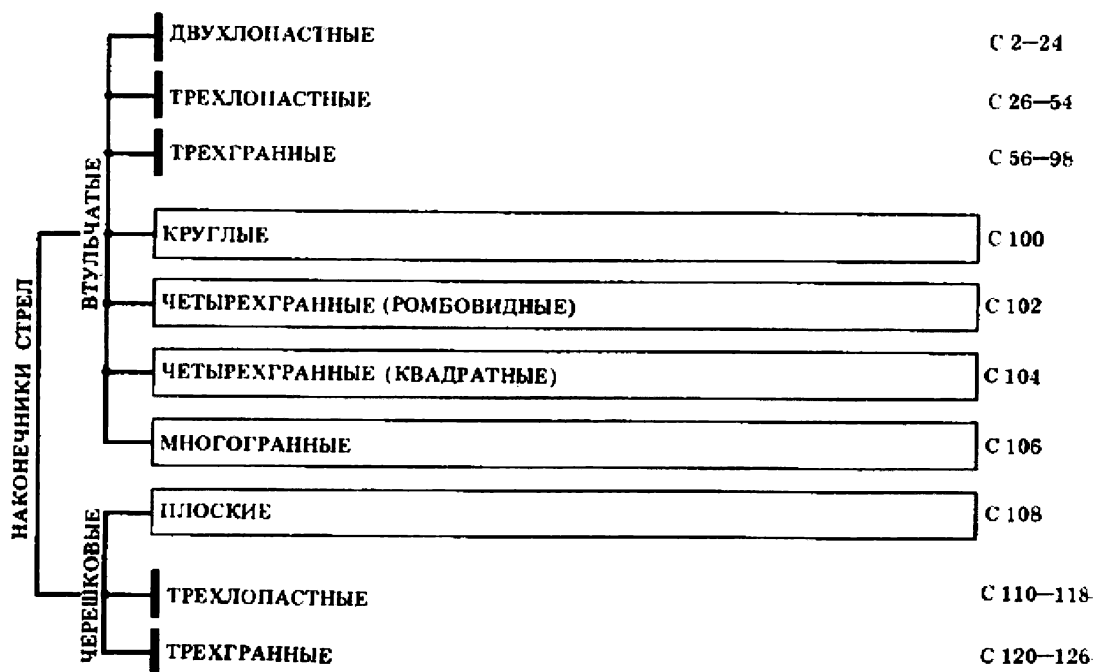 НАКОНЕЧНИКИ СТРЕЛ
ВТУЛЬЧАТЫЕ
ДВУХЛОПАСТНЫЕ С 2—24
ТРЕХЛОПАСТНЫЕ С 26—54
ТРЕХГРАННЫЕ С 56—98
КРУГЛЫЕ С 100
ЧЕТЫРЕХГРАННЫЕ (РОМБОВИДНЫЕ) С 102
ЧЕТЫРЕХГРАННЫЕ (КВАДРАТНЫЕ) С 104
МНОГОГРАННЫЕ С 106
ЧЕРЕШКОВЫЕ
ПЛОСКИЕ С 108
ТРЕХЛОПАСТНЫЕ С 110—118
ТРЕХГРАННЫЕ С 120—126